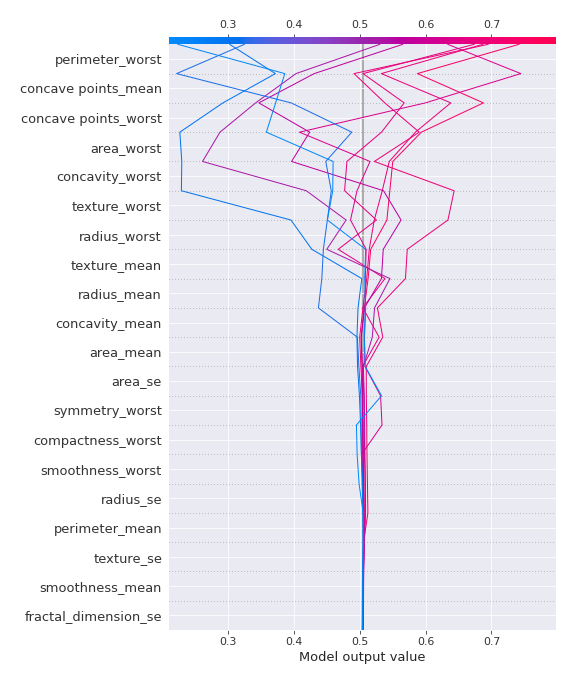 0.3 0.4 0.5 0.6 0.7
perimeter_worst
concave points_mean
concave points_worst
area_worst
concavity_worst
texture_worst
radius_worst
texture_mean
radius_mean
concavity_mean
area_mean
area_se
symmetry_worst
compactness_worst
smoothness_worst
radius_se
perimeter_mean
texture_se
smoothness_mean
fractal_dimension_se
0.3 0.4 0.5 0.6 0.7
Model output value